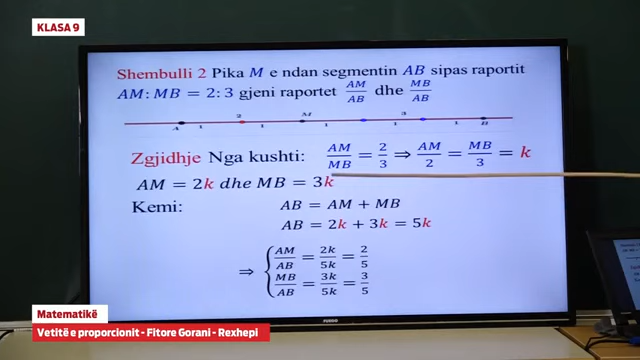 KLASA 9
Shembulli 2 Pika M e ndan segmentin AB sipas raportit
AM: MB = 2: 3 gjeni raportet AM/AB dhe MB/AB
2 M 3
A 1 1 1 1 1 B
Zgjidhje Nga kushti: AM/MB = 2/3 ⇒ AM/2 = MB/3 = k
AM = 2k dhe MB = 3k
Kemi: AB = AM + MB
AB = 2k + 3k = 5k
⇒ { AM/AB = 2k/5k = 2/5
MB/AB = 3k/5k = 3/5
Matematikë
Vetitë e proporcionit - Fitore Gorani - Rexhepi